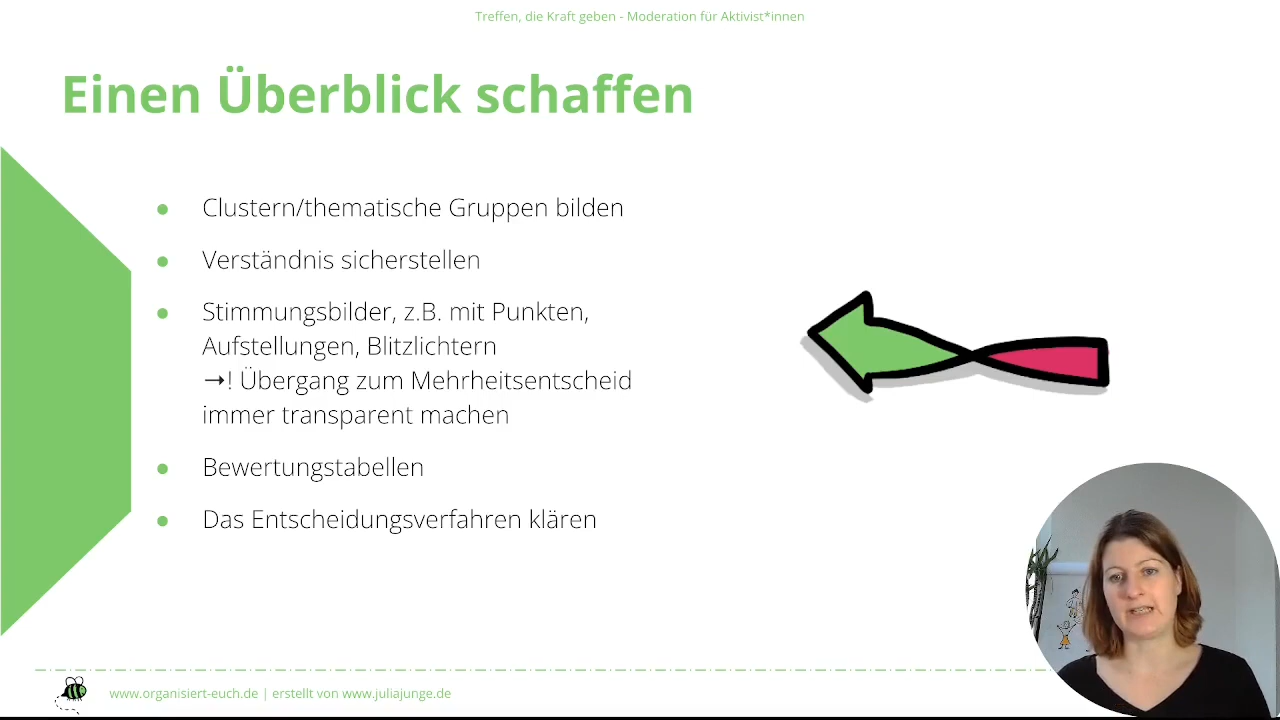 Treffen, die Kraft geben - Moderation für Aktivist*innen
Einen Überblick schaffen
● Clustern/thematische Gruppen bilden
● Verständnis sicherstellen
● Stimmungsbilder, z.B. mit Punkten,
Aufstellungen, Blitzlichtern
→! Übergang zum Mehrheitsentscheid
immer transparent machen
● Bewertungstabellen
● Das Entscheidungsverfahren klären
www.organisiert-euch.de | erstellt von www.juliajunge.de